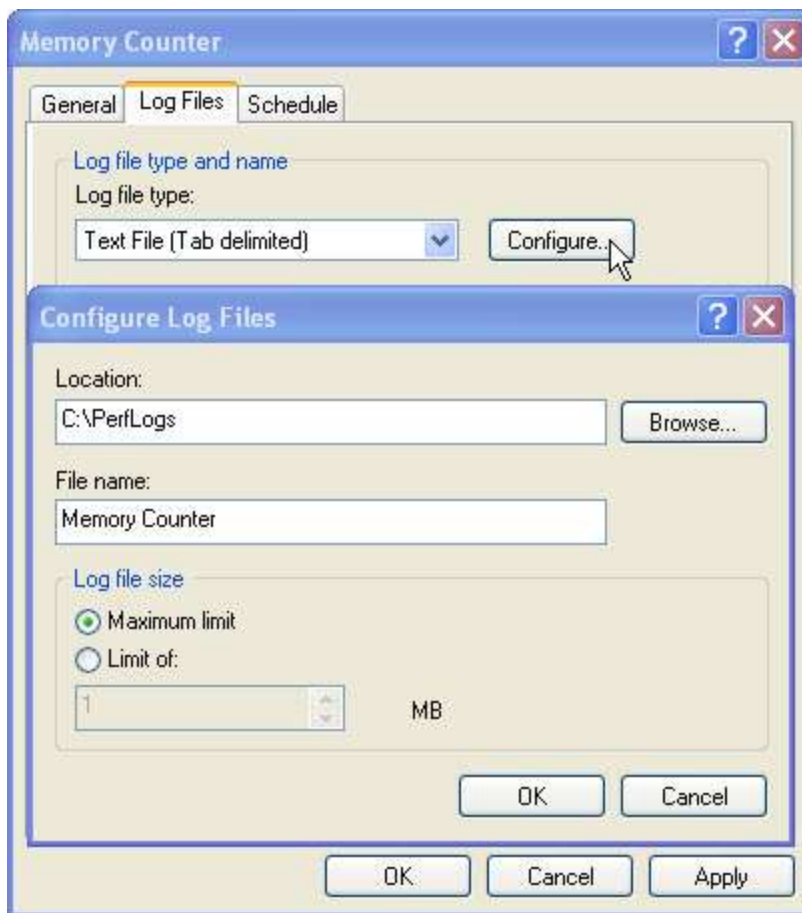 Memory Counter
General Log Files Schedule
Log file type and name
Log file type:
Text File (Tab delimited) Configure...
Configure Log Files
Location:
C:\PerfLogs Browse...
File name:
Memory Counter
Log file size
Maximum limit
Limit of:
1 MB
OK Cancel
OK Cancel Apply